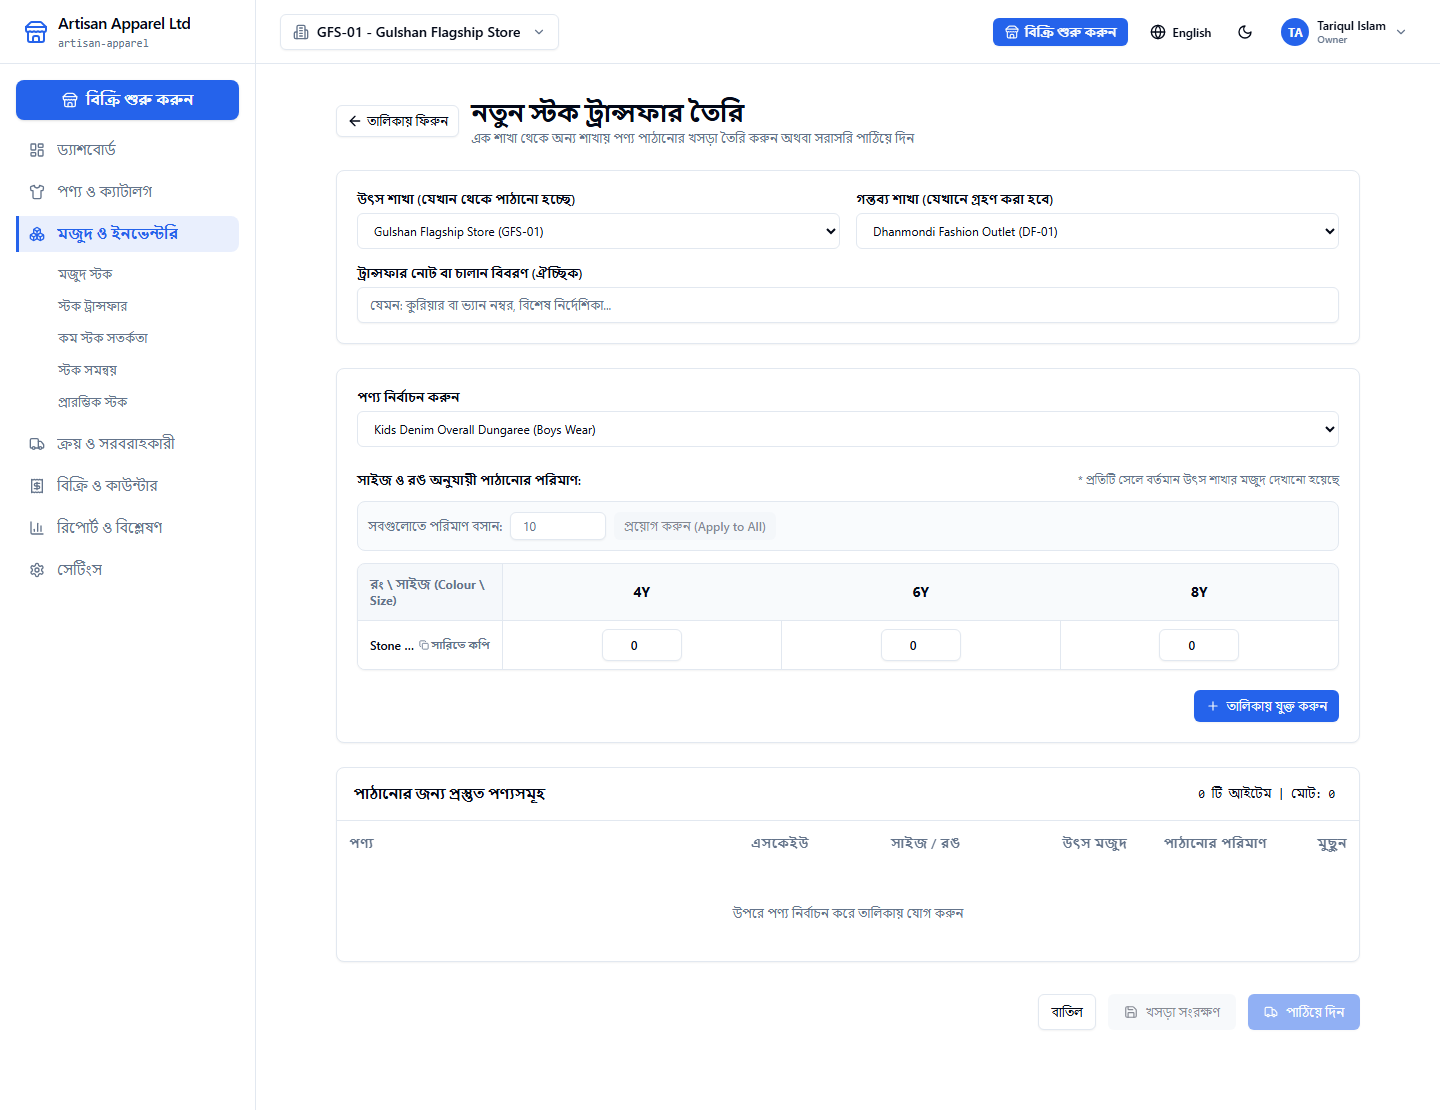 Artisan Apparel Ltd
artisan-apparel
GFS-01 - Gulshan Flagship Store
বিক্রি শুরু করুন
English
TA
Tariqul Islam
Owner
বিক্রি শুরু করুন
ড্যাশবোর্ড
পণ্য ও ক্যাটালগ
মজুদ ও ইনভেন্টরি
মজুদ স্টক
স্টক ট্রান্সফার
কম স্টক সতর্কতা
স্টক সমন্বয়
প্রারম্ভিক স্টক
ক্রয় ও সরবরাহকারী
বিক্রি ও কাউন্টার
রিপোর্ট ও বিশ্লেষণ
সেটিংস
তালিকায় ফিরুন
নতুন স্টক ট্রান্সফার তৈরি
এক শাখা থেকে অন্য শাখায় পণ্য পাঠানোর খসড়া তৈরি করুন অথবা সরাসরি পাঠিয়ে দিন
উৎস শাখা (যেখান থেকে পাঠানো হচ্ছে)
Gulshan Flagship Store (GFS-01)
গন্তব্য শাখা (যেখানে গ্রহণ করা হবে)
Dhanmondi Fashion Outlet (DF-01)
ট্রান্সফার নোট বা চালান বিবরণ (ঐচ্ছিক)
যেমন: কুরিয়ার বা ভ্যান নম্বর, বিশেষ নির্দেশিকা...
পণ্য নির্বাচন করুন
Kids Denim Overall Dungaree (Boys Wear)
সাইজ ও রঙ অনুযায়ী পাঠানোর পরিমাণ:
* প্রতিটি সেলে বর্তমান উৎস শাখার মজুদ দেখানো হয়েছে
সবগুলোতে পরিমাণ বসান:
10
প্রয়োগ করুন (Apply to All)
রং \ সাইজ (Colour \
Size)
4Y
6Y
8Y
Stone ...
সারিতে কপি
0
0
0
+ তালিকায় যুক্ত করুন
পাঠানোর জন্য প্রস্তুত পণ্যসমূহ
0 টি আইটেম | মোট: 0
পণ্য
এসকেইউ
সাইজ / রঙ
উৎস মজুদ
পাঠানোর পরিমাণ
মুছুন
উপরে পণ্য নির্বাচন করে তালিকায় যোগ করুন
বাতিল
খসড়া সংরক্ষণ
পাঠিয়ে দিন